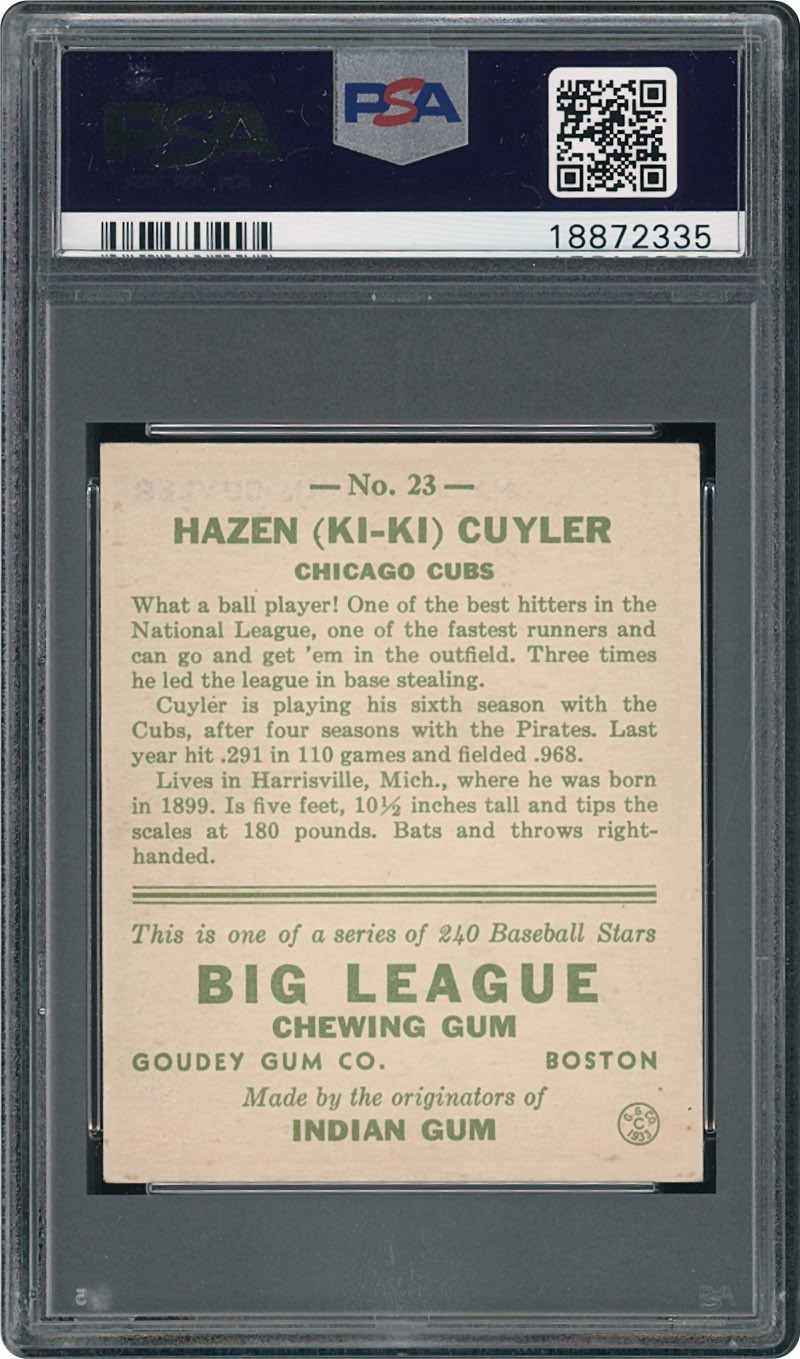 PSA
PSA
18872335
— No. 23 —
HAZEN (KI-KI) CUYLER
CHICAGO CUBS
What a ball player! One of the best hitters in the
National League, one of the fastest runners and
can go and get 'em in the outfield. Three times
he led the league in base stealing.
Cuyler is playing his sixth season with the
Cubs, after four seasons with the Pirates. Last
year hit .291 in 110 games and fielded .968.
Lives in Harrisville, Mich., where he was born
in 1899. Is five feet, 10½ inches tall and tips the
scales at 180 pounds. Bats and throws right-
handed.
This is one of a series of 240 Baseball Stars
BIG LEAGUE
CHEWING GUM
GOUDEY GUM CO. BOSTON
Made by the originators of
INDIAN GUM
G. G. CO.
C
1933